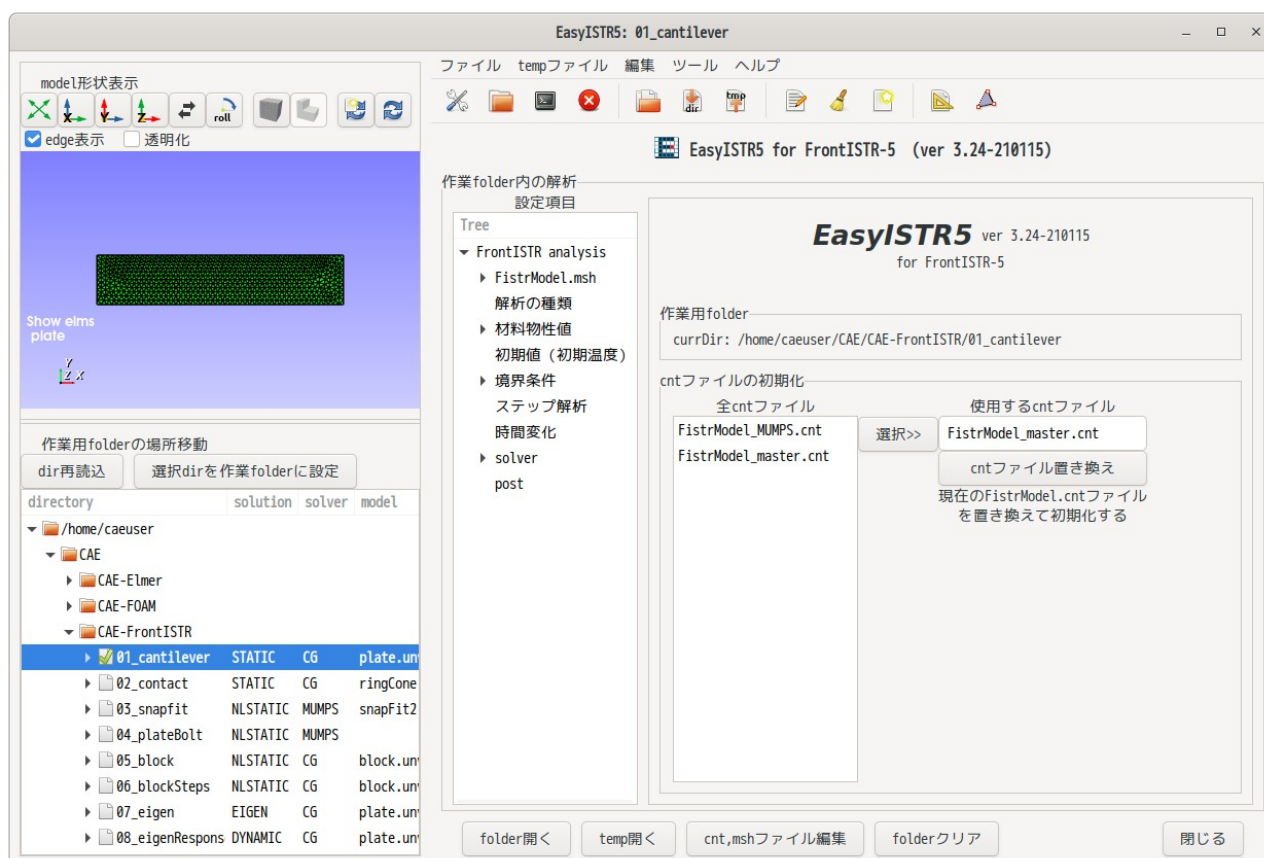 EasyISTR5: 01_cantilever
model形状表示
roll
edge表示 透明化
Show elms
plate
Y
Z X
作業用folderの場所移動
dir再読込 選択dirを作業folderに設定
directory solution solver model
/home/caeuser
CAE
CAE-Elmer
CAE-FOAM
CAE-FrontISTR
01_cantilever STATIC CG plate.unv
02_contact STATIC CG ringCone
03_snapfit NLSTATIC MUMPS snapFit2
04_plateBolt NLSTATIC MUMPS
05_block NLSTATIC CG block.unv
06_blockSteps NLSTATIC CG block.unv
07_eigen EIGEN CG plate.unv
08_eigenRespons DYNAMIC CG plate.unv
ファイル tempファイル 編集 ツール ヘルプ
dir tmp
EasyISTR5 for FrontISTR-5 (ver 3.24-210115)
作業folder内の解析
設定項目
Tree
FrontISTR analysis
FistrModel.msh
解析の種類
材料物性値
初期値（初期温度）
境界条件
ステップ解析
時間変化
solver
post
EasyISTR5 ver 3.24-210115
for FrontISTR-5
作業用folder
currDir: /home/caeuser/CAE/CAE-FrontISTR/01_cantilever
cntファイルの初期化
全cntファイル
FistrModel_MUMPS.cnt
FistrModel_master.cnt
選択>>
使用するcntファイル
FistrModel_master.cnt
cntファイル置き換え
現在のFistrModel.cntファイル
を置き換えて初期化する
folder開く temp開く cnt,mshファイル編集 folderクリア 閉じる